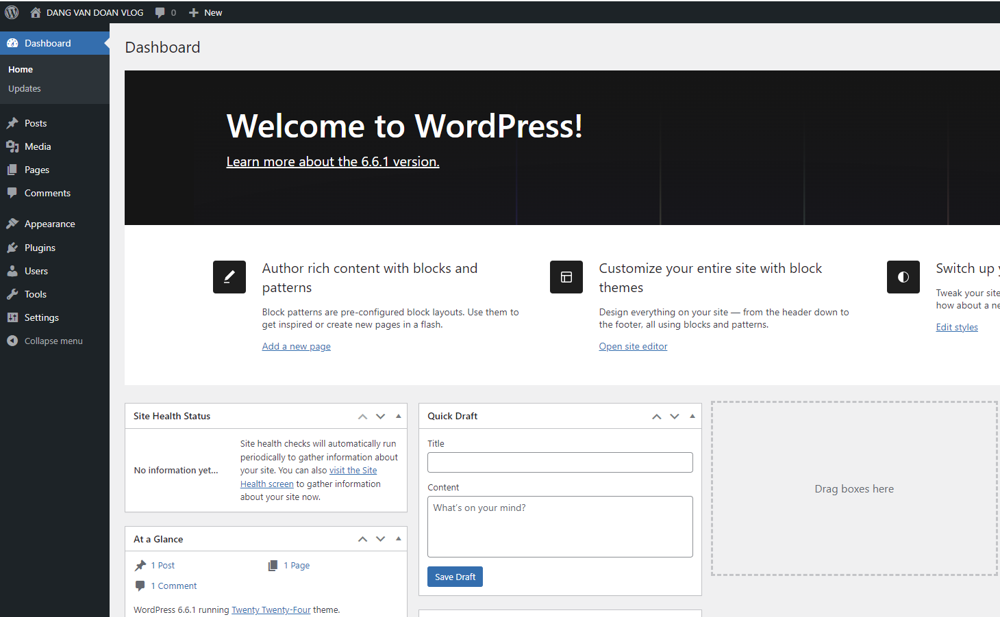 DANG VAN DOAN VLOG 0 New
Dashboard
Home
Updates
Posts
Media
Pages
Comments
Appearance
Plugins
Users
Tools
Settings
Collapse menu
Dashboard
Welcome to WordPress!
Learn more about the 6.6.1 version.
Author rich content with blocks and
patterns
Block patterns are pre-configured block layouts. Use them to
get inspired or create new pages in a flash.
Add a new page
Customize your entire site with block
themes
Design everything on your site — from the header down to
the footer, all using blocks and patterns.
Open site editor
Switch up
Tweak your site
how about a
Edit styles
Site Health Status
No information yet...
Site health checks will automatically run
periodically to gather information about
your site. You can also visit the Site
Health screen to gather information
about your site now.
At a Glance
1 Post
1 Page
1 Comment
WordPress 6.6.1 running Twenty Twenty-Four theme.
Quick Draft
Title
Content
What's on your mind?
Save Draft
Drag boxes here